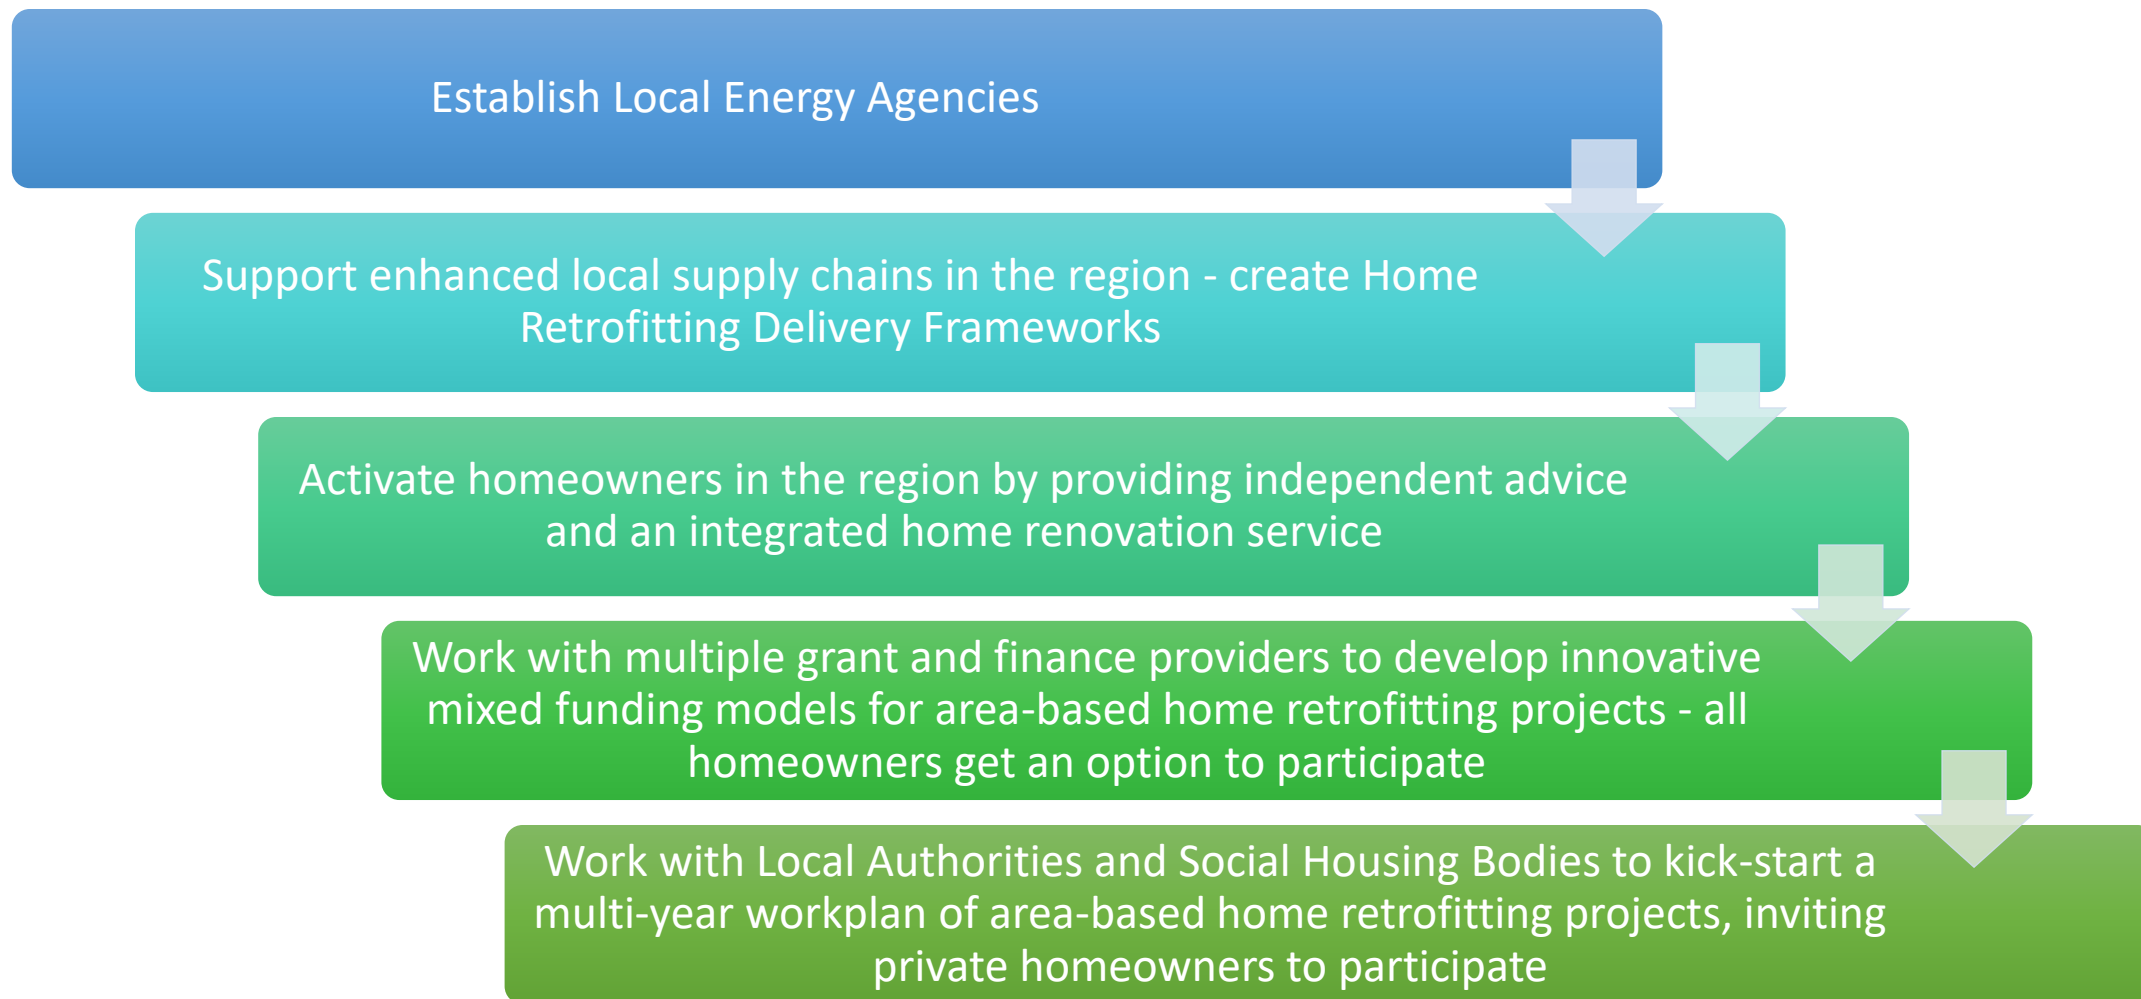 Establish Local Energy Agencies
Support enhanced local supply chains in the region - create Home
Retrofitting Delivery Frameworks
Activate homeowners in the region by providing independent advice
and an integrated home renovation service
Work with multiple grant and finance providers to develop innovative
mixed funding models for area-based home retrofitting projects - all
homeowners get an option to participate
Work with Local Authorities and Social Housing Bodies to kick-start a
multi-year workplan of area-based home retrofitting projects, inviting
private homeowners to participate